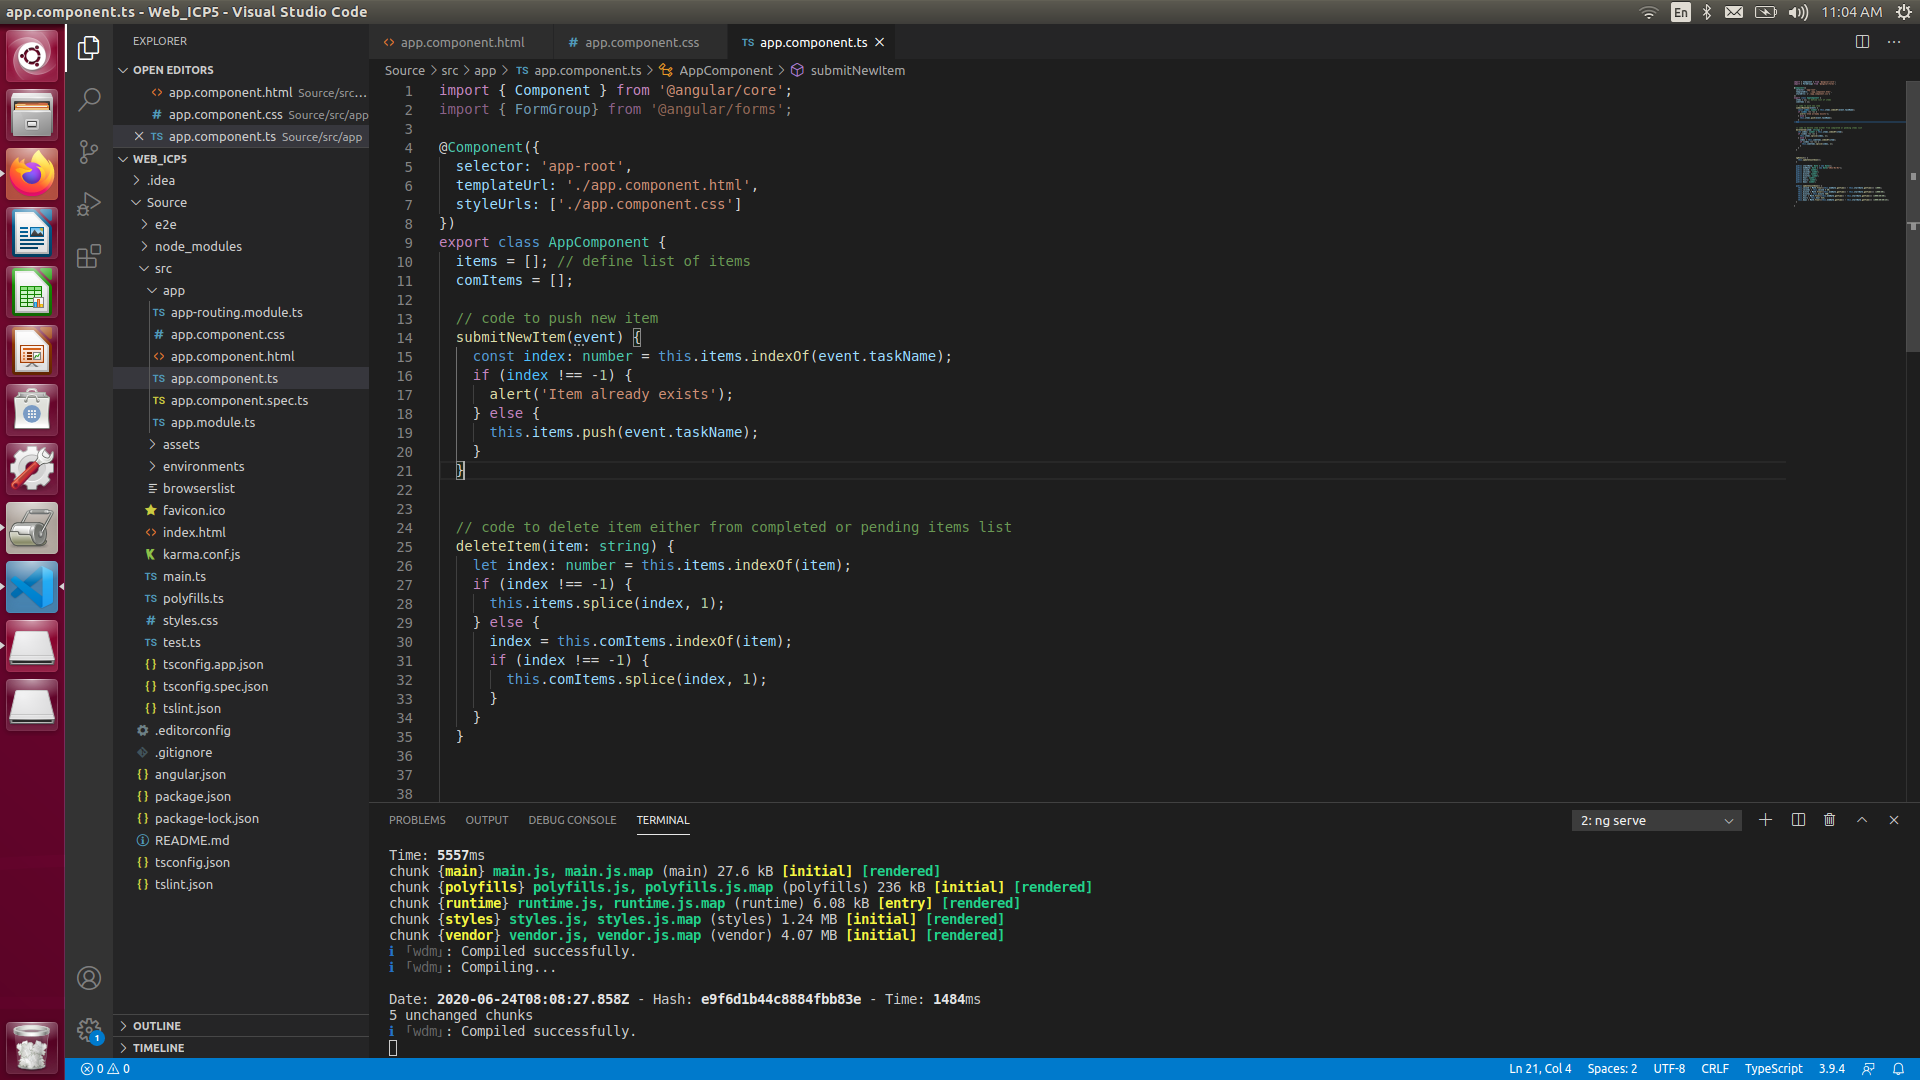 app.component.ts - Web_ICP5 - Visual Studio Code
En
11:04 AM
EXPLORER
OPEN EDITORS
app.component.html Source/src...
app.component.css Source/src/app
app.component.ts Source/src/app
WEB_ICP5
.idea
Source
e2e
node_modules
src
app
TS app-routing.module.ts
# app.component.css
<> app.component.html
TS app.component.ts
TS app.component.spec.ts
TS app.module.ts
assets
environments
browserslist
favicon.ico
<> index.html
karma.conf.js
TS main.ts
TS polyfills.ts
# styles.css
TS test.ts
{} tsconfig.app.json
{} tsconfig.spec.json
{} tslint.json
.editorconfig
.gitignore
{} angular.json
{} package.json
{} package-lock.json
README.md
{} tsconfig.json
{} tslint.json
OUTLINE
TIMELINE
<> app.component.html
# app.component.css
TS app.component.ts
Source > src > app > TS app.component.ts > AppComponent > submitNewItem
1 import { Component } from '@angular/core';
2 import { FormGroup} from '@angular/forms';
3
4 @Component({
5 selector: 'app-root',
6 templateUrl: './app.component.html',
7 styleUrls: ['./app.component.css']
8 })
9 export class AppComponent {
10 items = []; // define list of items
11 comItems = [];
12
13 // code to push new item
14 submitNewItem(event) {
15 const index: number = this.items.indexOf(event.taskName);
16 if (index !== -1) {
17 alert('Item already exists');
18 } else {
19 this.items.push(event.taskName);
20 }
21 }
22
23
24 // code to delete item either from completed or pending items list
25 deleteItem(item: string) {
26 let index: number = this.items.indexOf(item);
27 if (index !== -1) {
28 this.items.splice(index, 1);
29 } else {
30 index = this.comItems.indexOf(item);
31 if (index !== -1) {
32 this.comItems.splice(index, 1);
33 }
34 }
35 }
36
37
38
PROBLEMS OUTPUT DEBUG CONSOLE TERMINAL
2: ng serve
Time: 5557ms
chunk {main} main.js, main.js.map (main) 27.6 kB [initial] [rendered]
chunk {polyfills} polyfills.js, polyfills.js.map (polyfills) 236 kB [initial] [rendered]
chunk {runtime} runtime.js, runtime.js.map (runtime) 6.08 kB [entry] [rendered]
chunk {styles} styles.js, styles.js.map (styles) 1.24 MB [initial] [rendered]
chunk {vendor} vendor.js, vendor.js.map (vendor) 4.07 MB [initial] [rendered]
ℹ ｢wdm｣: Compiled successfully.
ℹ ｢wdm｣: Compiling...
Date: 2020-06-24T08:08:27.858Z - Hash: e9f6d1b44c8884fbb83e - Time: 1484ms
5 unchanged chunks
ℹ ｢wdm｣: Compiled successfully.
1
0 0
Ln 21, Col 4 Spaces: 2 UTF-8 CRLF TypeScript 3.9.4